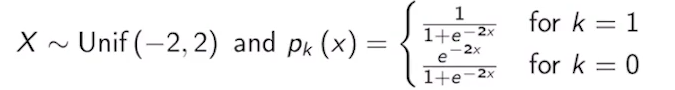 X ∼ Unif (−2, 2) and pₖ (x) = { 1/(1+e^{−2x}) for k = 1
e^{−2x}/(1+e^{−2x}) for k = 0